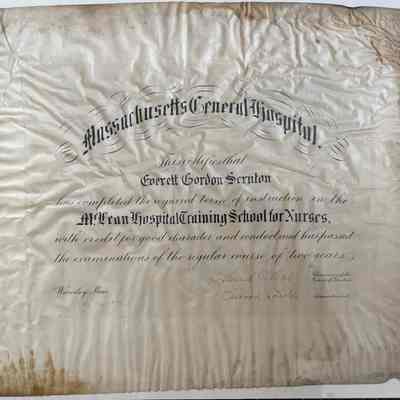 Massachusetts General Hospital.
This certifies that
Everett Gordon Scruton
has completed the required term of instruction in the
McLean Hospital Training School for Nurses,
with credit for good character and conduct and has passed
the examinations of the regular course of two years.
Waverley, Mass.